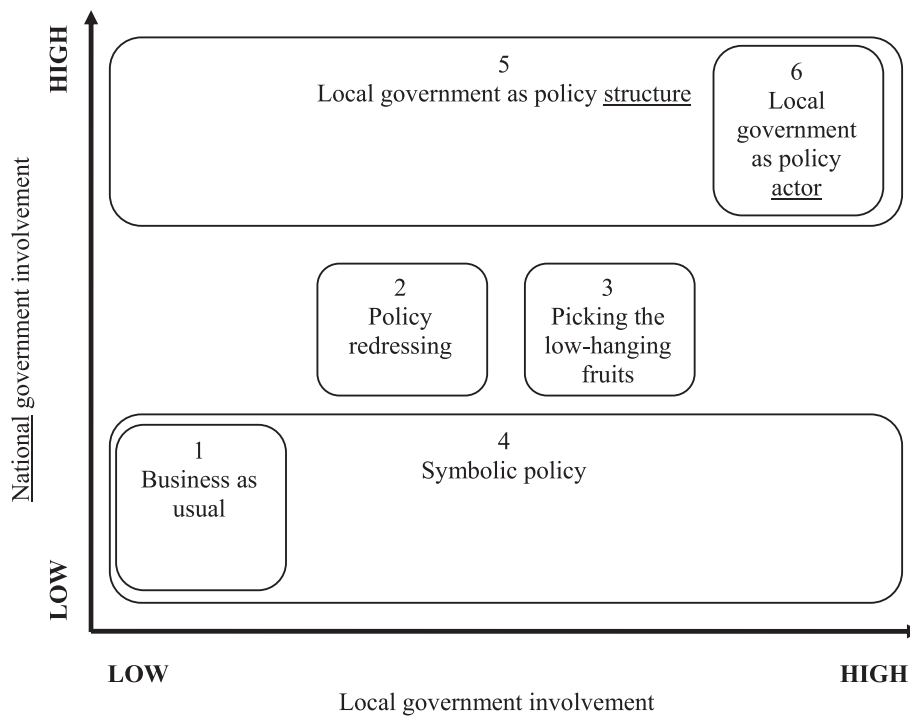 HIGH
5
Local government as policy structure
6
Local
government
as policy
actor
National government involvement
2
Policy
redressing
3
Picking the
low-hanging
fruits
1
Business as
usual
4
Symbolic policy
LOW
LOW
HIGH
Local government involvement